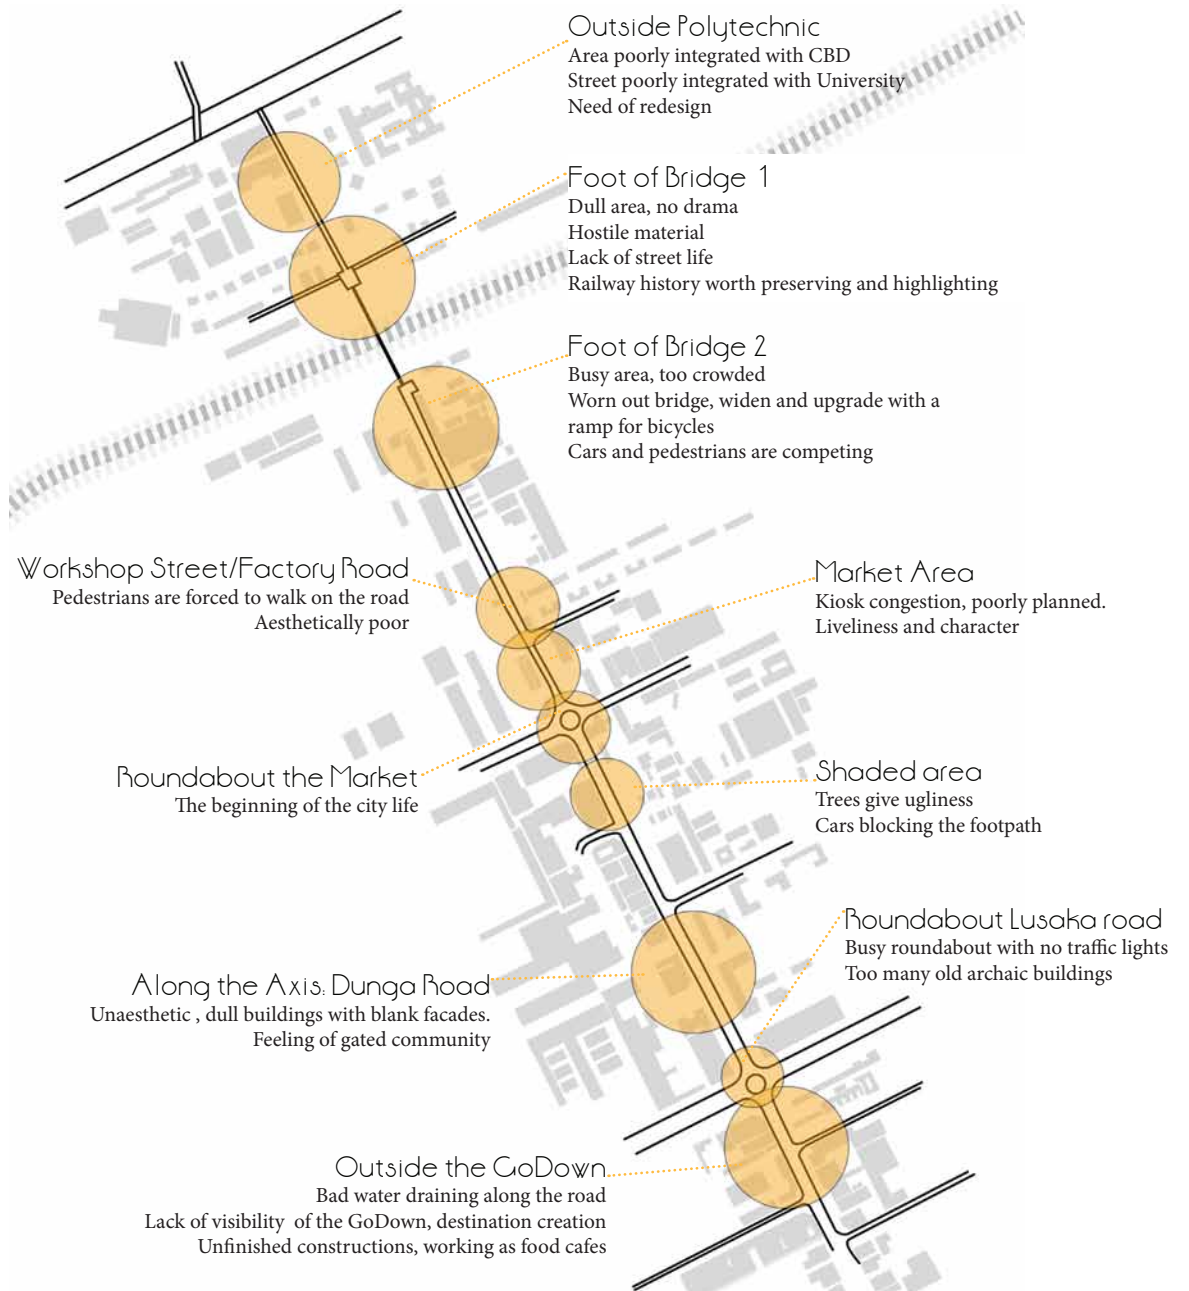 Outside Polytechnic
Area poorly integrated with CBD
Street poorly integrated with University
Need of redesign
Foot of Bridge 1
Dull area, no drama
Hostile material
Lack of street life
Railway history worth preserving and highlighting
Foot of Bridge 2
Busy area, too crowded
Worn out bridge, widen and upgrade with a
ramp for bicycles
Cars and pedestrians are competing
Workshop Street/Factory Road
Pedestrians are forced to walk on the road
Aesthetically poor
Market Area
Kiosk congestion, poorly planned.
Liveliness and character
Roundabout the Market
The beginning of the city life
Shaded area
Trees give ugliness
Cars blocking the footpath
Roundabout Lusaka road
Busy roundabout with no traffic lights
Too many old archaic buildings
Along the Axis: Dunga Road
Unaesthetic , dull buildings with blank facades.
Feeling of gated community
Outside the GoDown
Bad water draining along the road
Lack of visibility of the GoDown, destination creation
Unfinished constructions, working as food cafes